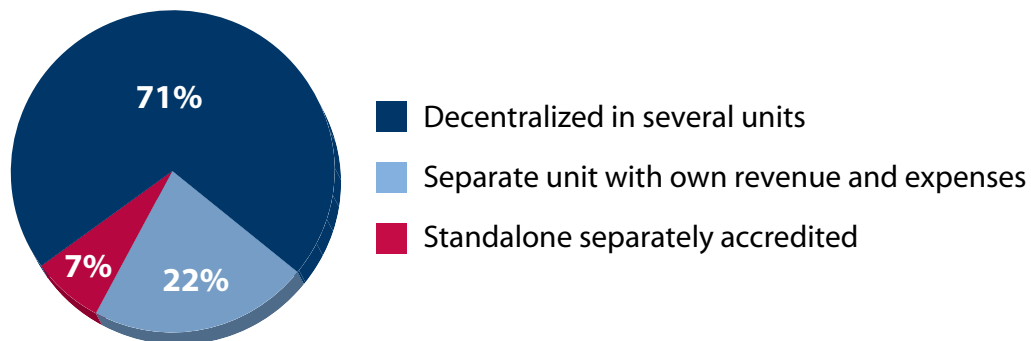 71%
Decentralized in several units
Separate unit with own revenue and expenses
Standalone separately accredited
7%
22%